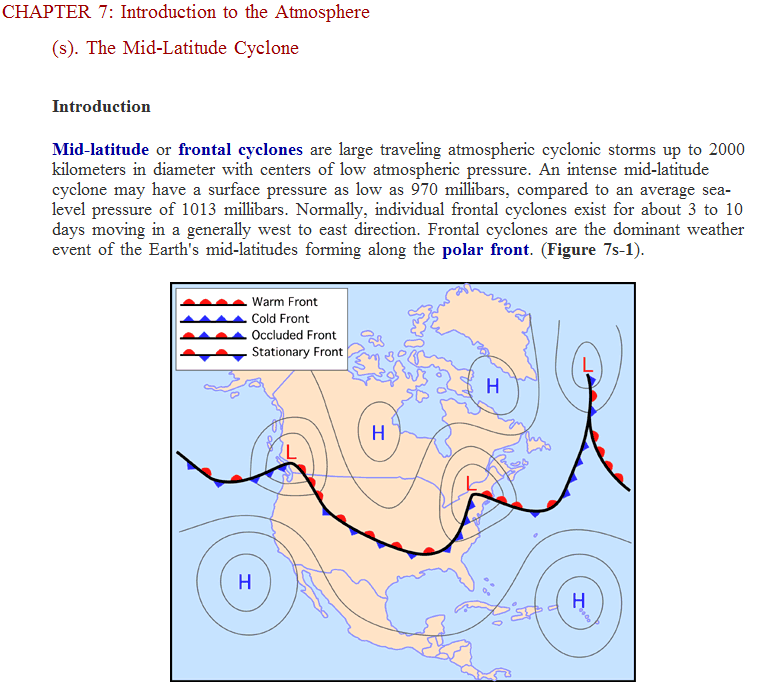 CHAPTER 7: Introduction to the Atmosphere
(s). The Mid-Latitude Cyclone
Introduction
Mid-latitude or frontal cyclones are large traveling atmospheric cyclonic storms up to 2000
kilometers in diameter with centers of low atmospheric pressure. An intense mid-latitude
cyclone may have a surface pressure as low as 970 millibars, compared to an average sea-
level pressure of 1013 millibars. Normally, individual frontal cyclones exist for about 3 to 10
days moving in a generally west to east direction. Frontal cyclones are the dominant weather
event of the Earth's mid-latitudes forming along the polar front. (Figure 7s-1).
Warm Front
Cold Front
Occluded Front
Stationary Front
L
H
H
L
L
H
H